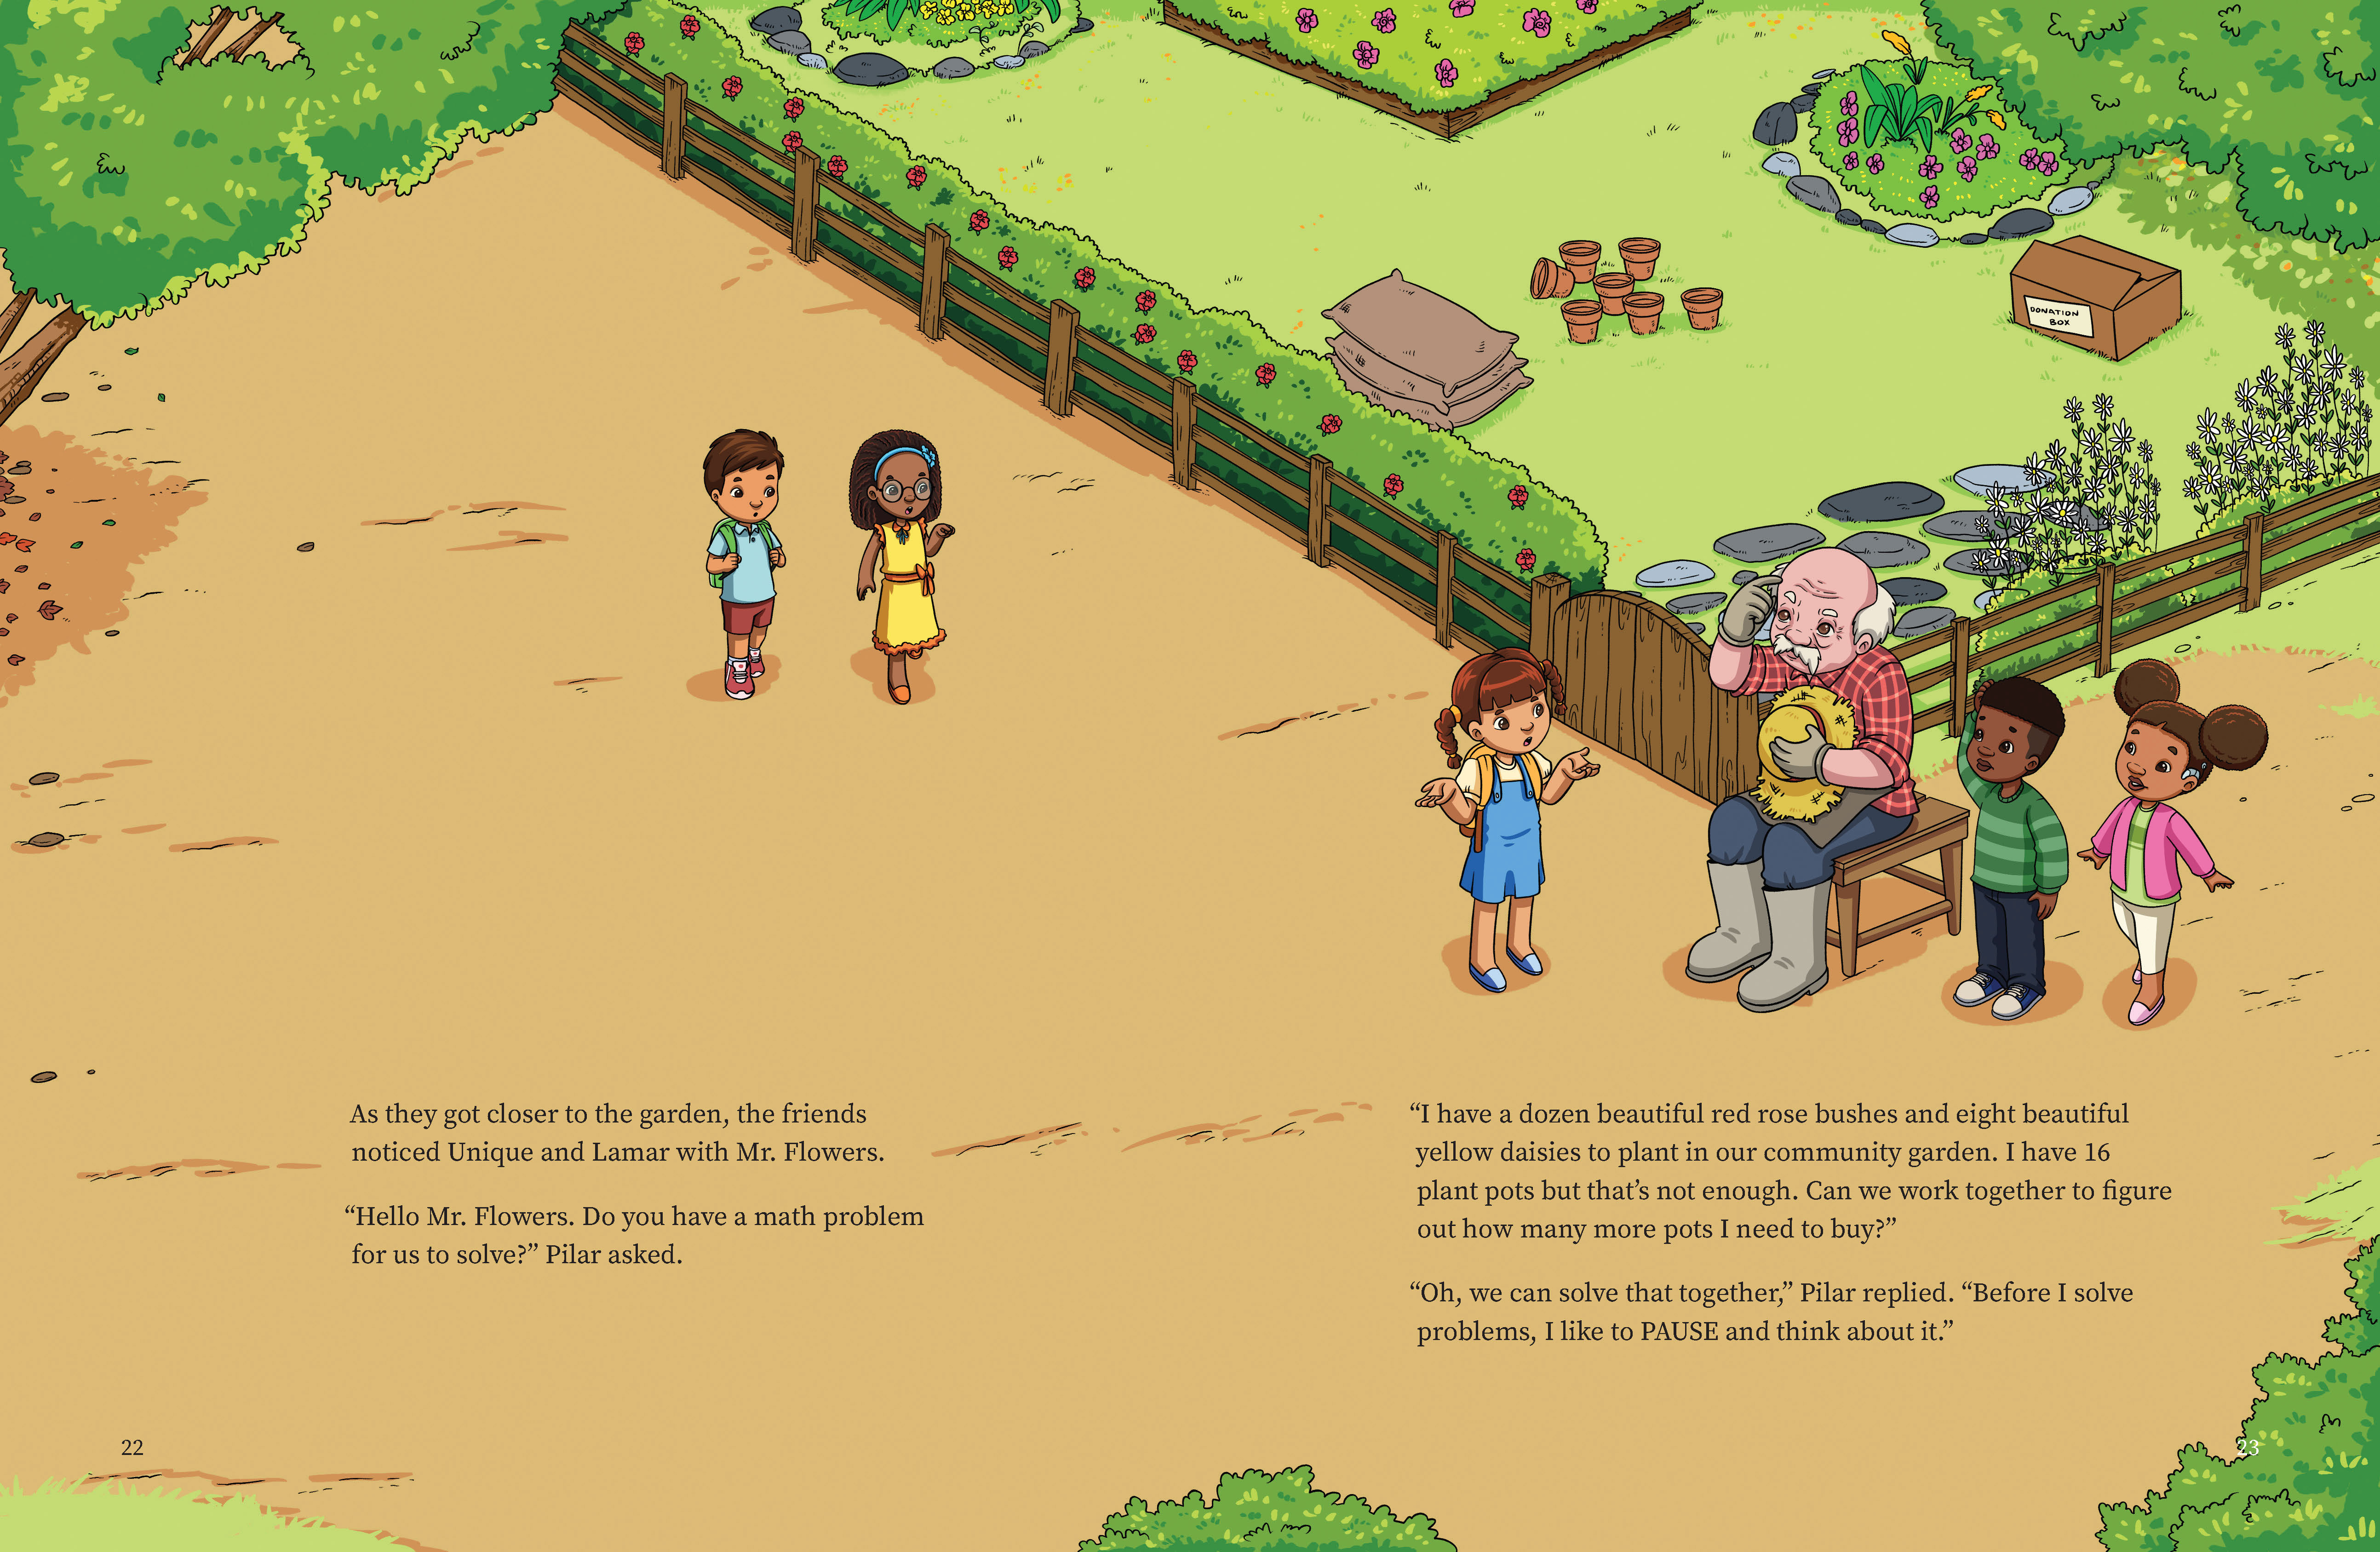 DONATION
BOX
As they got closer to the garden, the friends
noticed Unique and Lamar with Mr. Flowers.
“Hello Mr. Flowers. Do you have a math problem
for us to solve?” Pilar asked.
“I have a dozen beautiful red rose bushes and eight beautiful
yellow daisies to plant in our community garden. I have 16
plant pots but that’s not enough. Can we work together to figure
out how many more pots I need to buy?”
“Oh, we can solve that together,” Pilar replied. “Before I solve
problems, I like to PAUSE and think about it.”
22
23